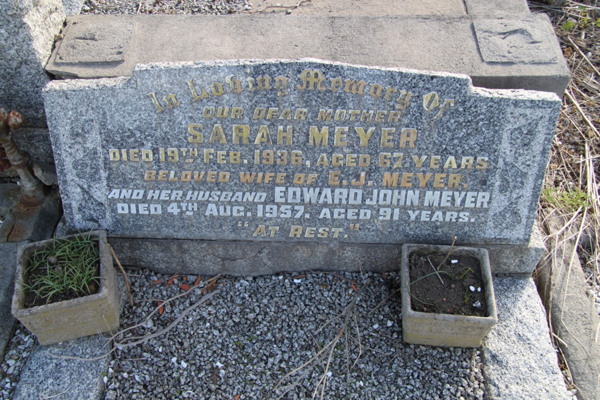 In Loving Memory Of
OUR DEAR MOTHER
SARAH MEYER
DIED 19TH FEB. 1936, AGED 67 YEARS.
BELOVED WIFE OF E. J. MEYER.
AND HER HUSBAND EDWARD JOHN MEYER
DIED 4TH AUG. 1957. AGED 91 YEARS.
"AT REST."